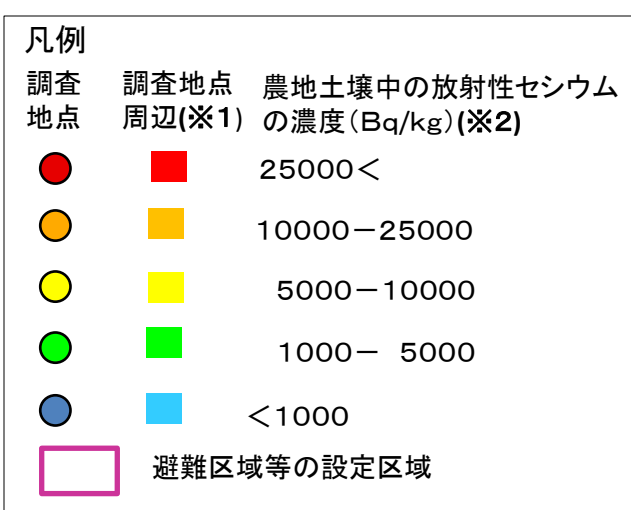 凡例
調査 調査地点 農地土壌中の放射性セシウム
地点 周辺(※1) の濃度(Bq/kg)(※2)
25000<
10000-25000
5000-10000
1000- 5000
<1000
避難区域等の設定区域